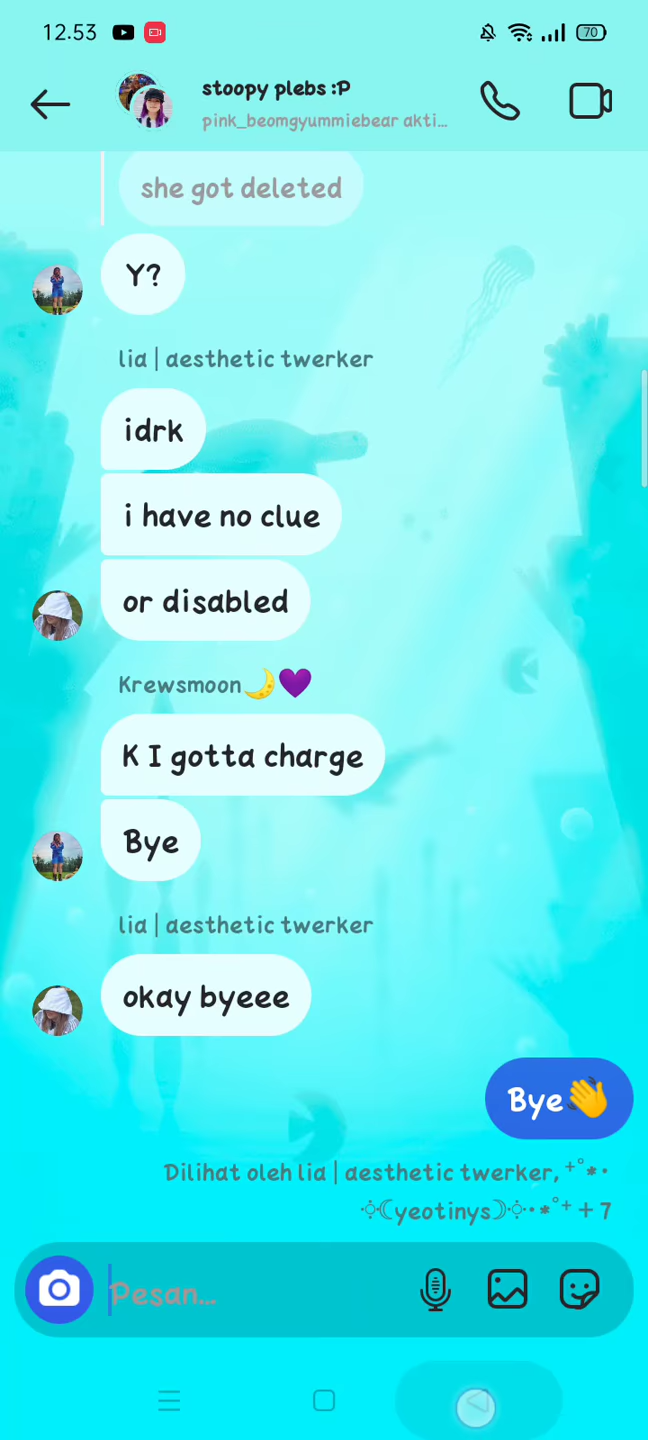 12.53
70
stoopy plebs :P
pink_beomgyummiebear akti...
she got deleted
Y?
lia | aesthetic twerker
idrk
i have no clue
or disabled
Krewsmoon🌙💜
K I gotta charge
Bye
lia | aesthetic twerker
okay byeee
Bye👋
Dilihat oleh lia | aesthetic twerker, ⁺˚*•
·҉☾yeotinys☽·҉•*˚⁺ + 7
Pesan...